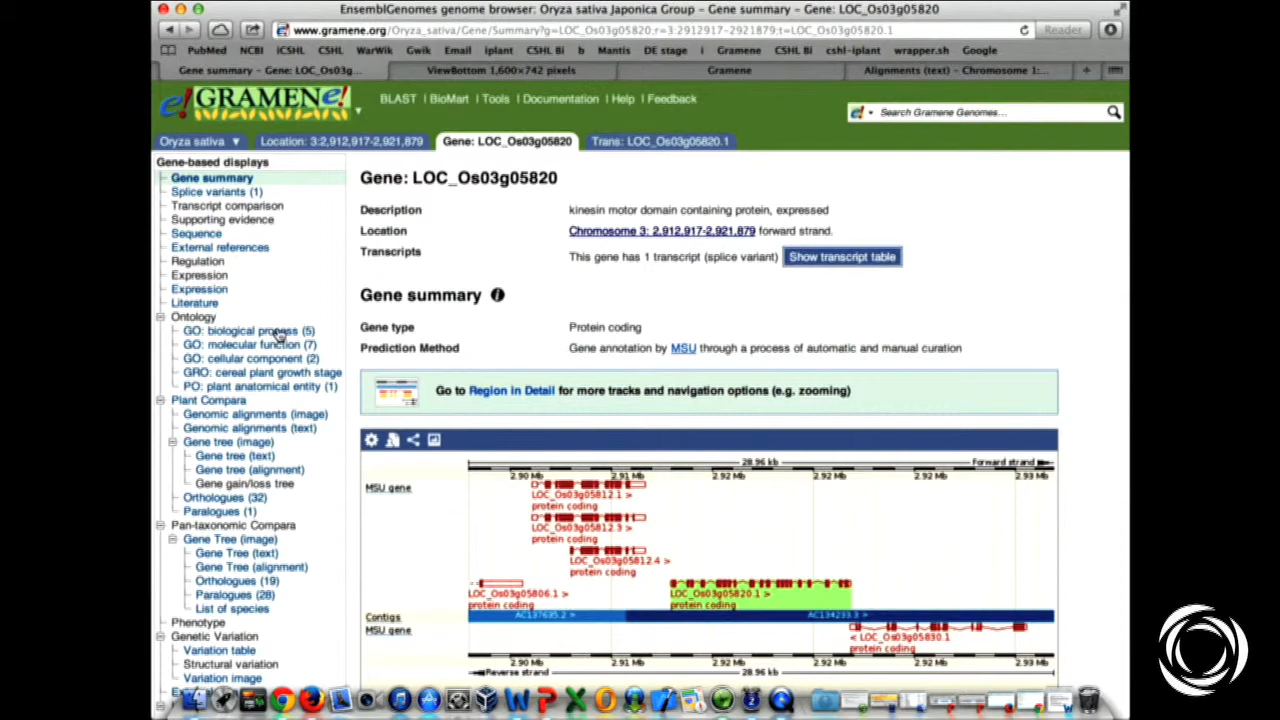 EnsemblGenomes genome browser: Oryza sativa Japonica Group - Gene summary - Gene: LOC_Os03g05820
www.gramene.org/Oryza_sativa/Gene/Summary?g=LOC_Os03g05820;r=3:2912917-2921879;t=LOC_Os03g05820.1
Reader
PubMed NCBI iCSHL CSHL WarWik Gwik Email iplant CSHL BI b Mantis DE stage i Gramene CSHL BI cshl-iplant wrapper.sh Google
Gene summary - Gene: LOC_Os03g... ViewBottom 1,600×742 pixels Gramene Alignments (text) - Chromosome 1:...
e! GRAMENE e!
BLAST | BioMart | Tools | Documentation | Help | Feedback
e! Search Gramene Genomes...
Oryza sativa ▼ Location: 3:2,912,917-2,921,879 Gene: LOC_Os03g05820 Trans: LOC_Os03g05820.1
Gene-based displays
Gene summary
Splice variants (1)
Transcript comparison
Supporting evidence
Sequence
External references
Regulation
Expression
Expression
Literature
Ontology
GO: biological process (5)
GO: molecular function (7)
GO: cellular component (2)
GRO: cereal plant growth stage
PO: plant anatomical entity (1)
Plant Compara
Genomic alignments (image)
Genomic alignments (text)
Gene tree (image)
Gene tree (text)
Gene tree (alignment)
Gene gain/loss tree
Orthologues (32)
Paralogues (1)
Pan-taxonomic Compara
Gene Tree (image)
Gene Tree (text)
Gene Tree (alignment)
Orthologues (19)
Paralogues (28)
List of species
Phenotype
Genetic Variation
Variation table
Structural variation
Variation image
Gene: LOC_Os03g05820
Description kinesin motor domain containing protein, expressed
Location Chromosome 3: 2,912,917-2,921,879 forward strand.
Transcripts This gene has 1 transcript (splice variant) Show transcript table
Gene summary
Gene type Protein coding
Prediction Method Gene annotation by MSU through a process of automatic and manual curation
Go to Region in Detail for more tracks and navigation options (e.g. zooming)
28.96 kb Forward strand
2.90 Mb 2.91 Mb 2.92 Mb 2.92 Mb 2.93 Mb
MSU gene
LOC_Os03g05812.1 >
protein coding
LOC_Os03g05812.3 >
protein coding
LOC_Os03g05812.4 >
protein coding
LOC_Os03g05806.1 > LOC_Os03g05820.1 >
protein coding protein coding
Contigs AC137635.2 > AC134233.3 >
MSU gene
< LOC_Os03g05830.1
protein coding
2.90 Mb 2.91 Mb 2.92 Mb 2.92 Mb 2.93 Mb
Reverse strand 28.96 kb